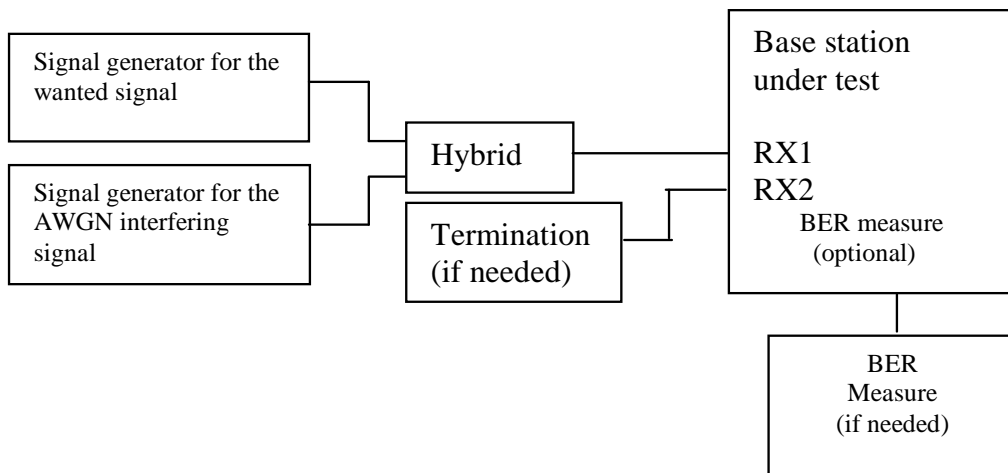 Signal generator for the
wanted signal
Signal generator for the
AWGN interfering
signal
Hybrid
Termination
(if needed)
Base station
under test
RX1
RX2
BER measure
(optional)
BER
Measure
(if needed)